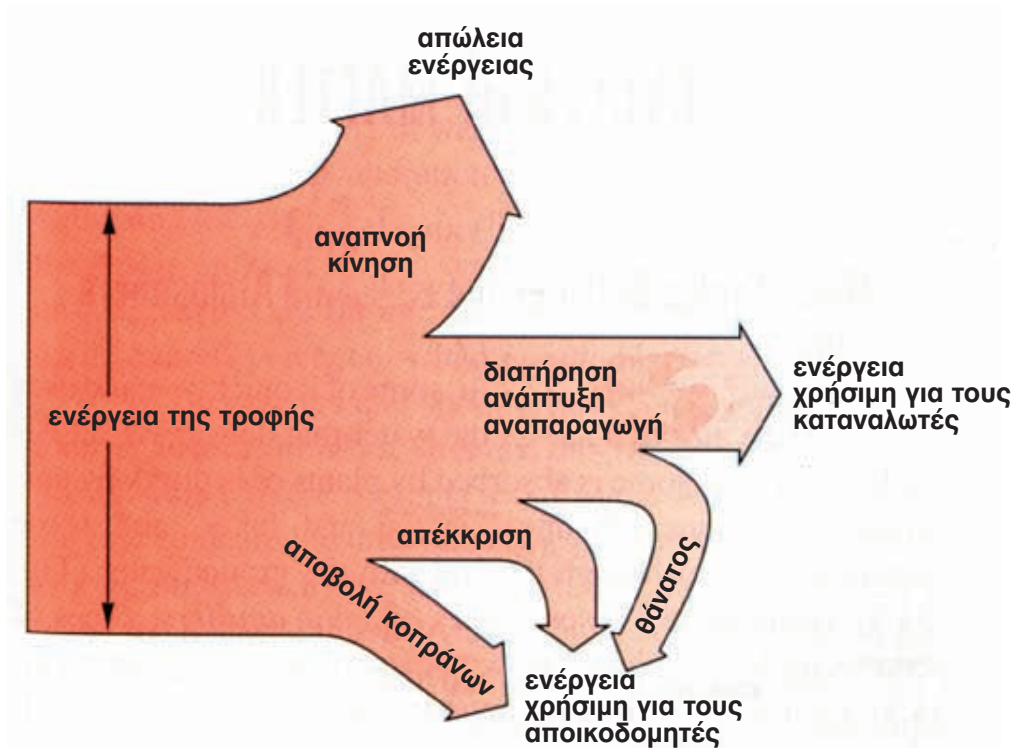 απώλεια
ενέργειας
αναπνοή
κίνηση
ενέργεια της τροφής
διατήρηση
ανάπτυξη
αναπαραγωγή
ενέργεια
χρήσιμη για τους
καταναλωτές
απέκκριση
αποβολή κοπράνων
θάνατος
ενέργεια
χρήσιμη για τους
αποικοδομητές